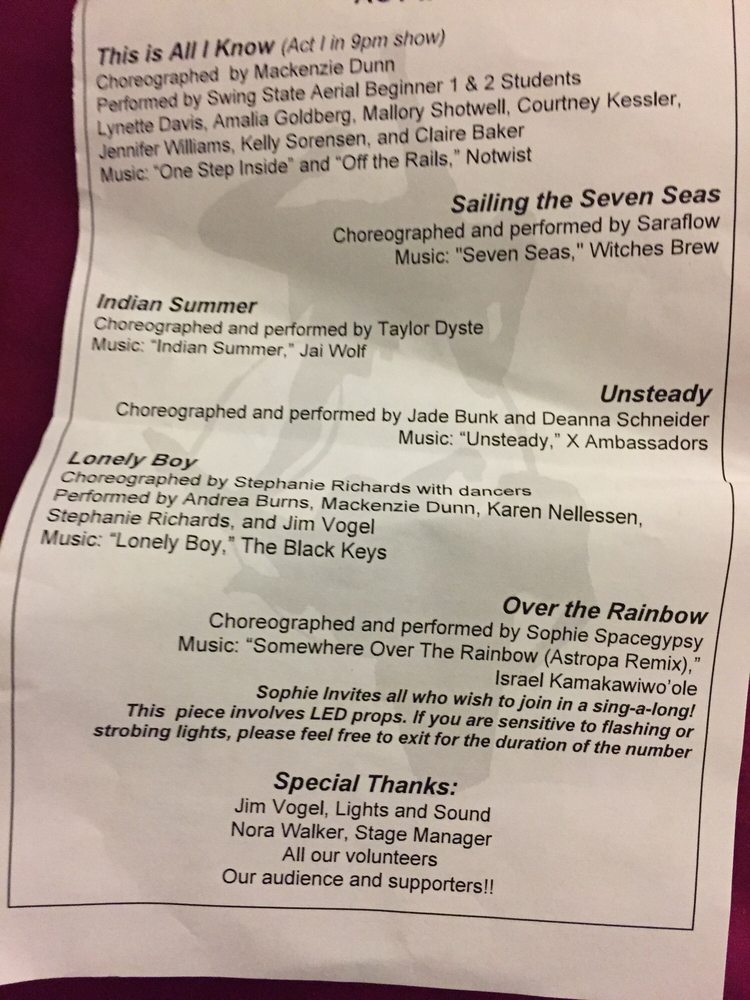 This is All I Know (Act I in 9pm show)
Choreographed by Mackenzie Dunn
Performed by Swing State Aerial Beginner 1 & 2 Students
Lynette Davis, Amalia Goldberg, Mallory Shotwell, Courtney Kessler,
Jennifer Williams, Kelly Sorensen, and Claire Baker
Music: "One Step Inside" and "Off the Rails," Notwist
Sailing the Seven Seas
Choreographed and performed by Saraflow
Music: "Seven Seas," Witches Brew
Indian Summer
Choreographed and performed by Taylor Dyste
Music: "Indian Summer," Jai Wolf
Unsteady
Choreographed and performed by Jade Bunk and Deanna Schneider
Music: "Unsteady," X Ambassadors
Lonely Boy
Choreographed by Stephanie Richards with dancers
Performed by Andrea Burns, Mackenzie Dunn, Karen Nellessen,
Stephanie Richards, and Jim Vogel
Music: "Lonely Boy," The Black Keys
Over the Rainbow
Choreographed and performed by Sophie Spacegypsy
Music: "Somewhere Over The Rainbow (Astropa Remix),"
Israel Kamakawiwo'ole
Sophie Invites all who wish to join in a sing-a-long!
This piece involves LED props. If you are sensitive to flashing or
strobing lights, please feel free to exit for the duration of the number
Special Thanks:
Jim Vogel, Lights and Sound
Nora Walker, Stage Manager
All our volunteers
Our audience and supporters!!